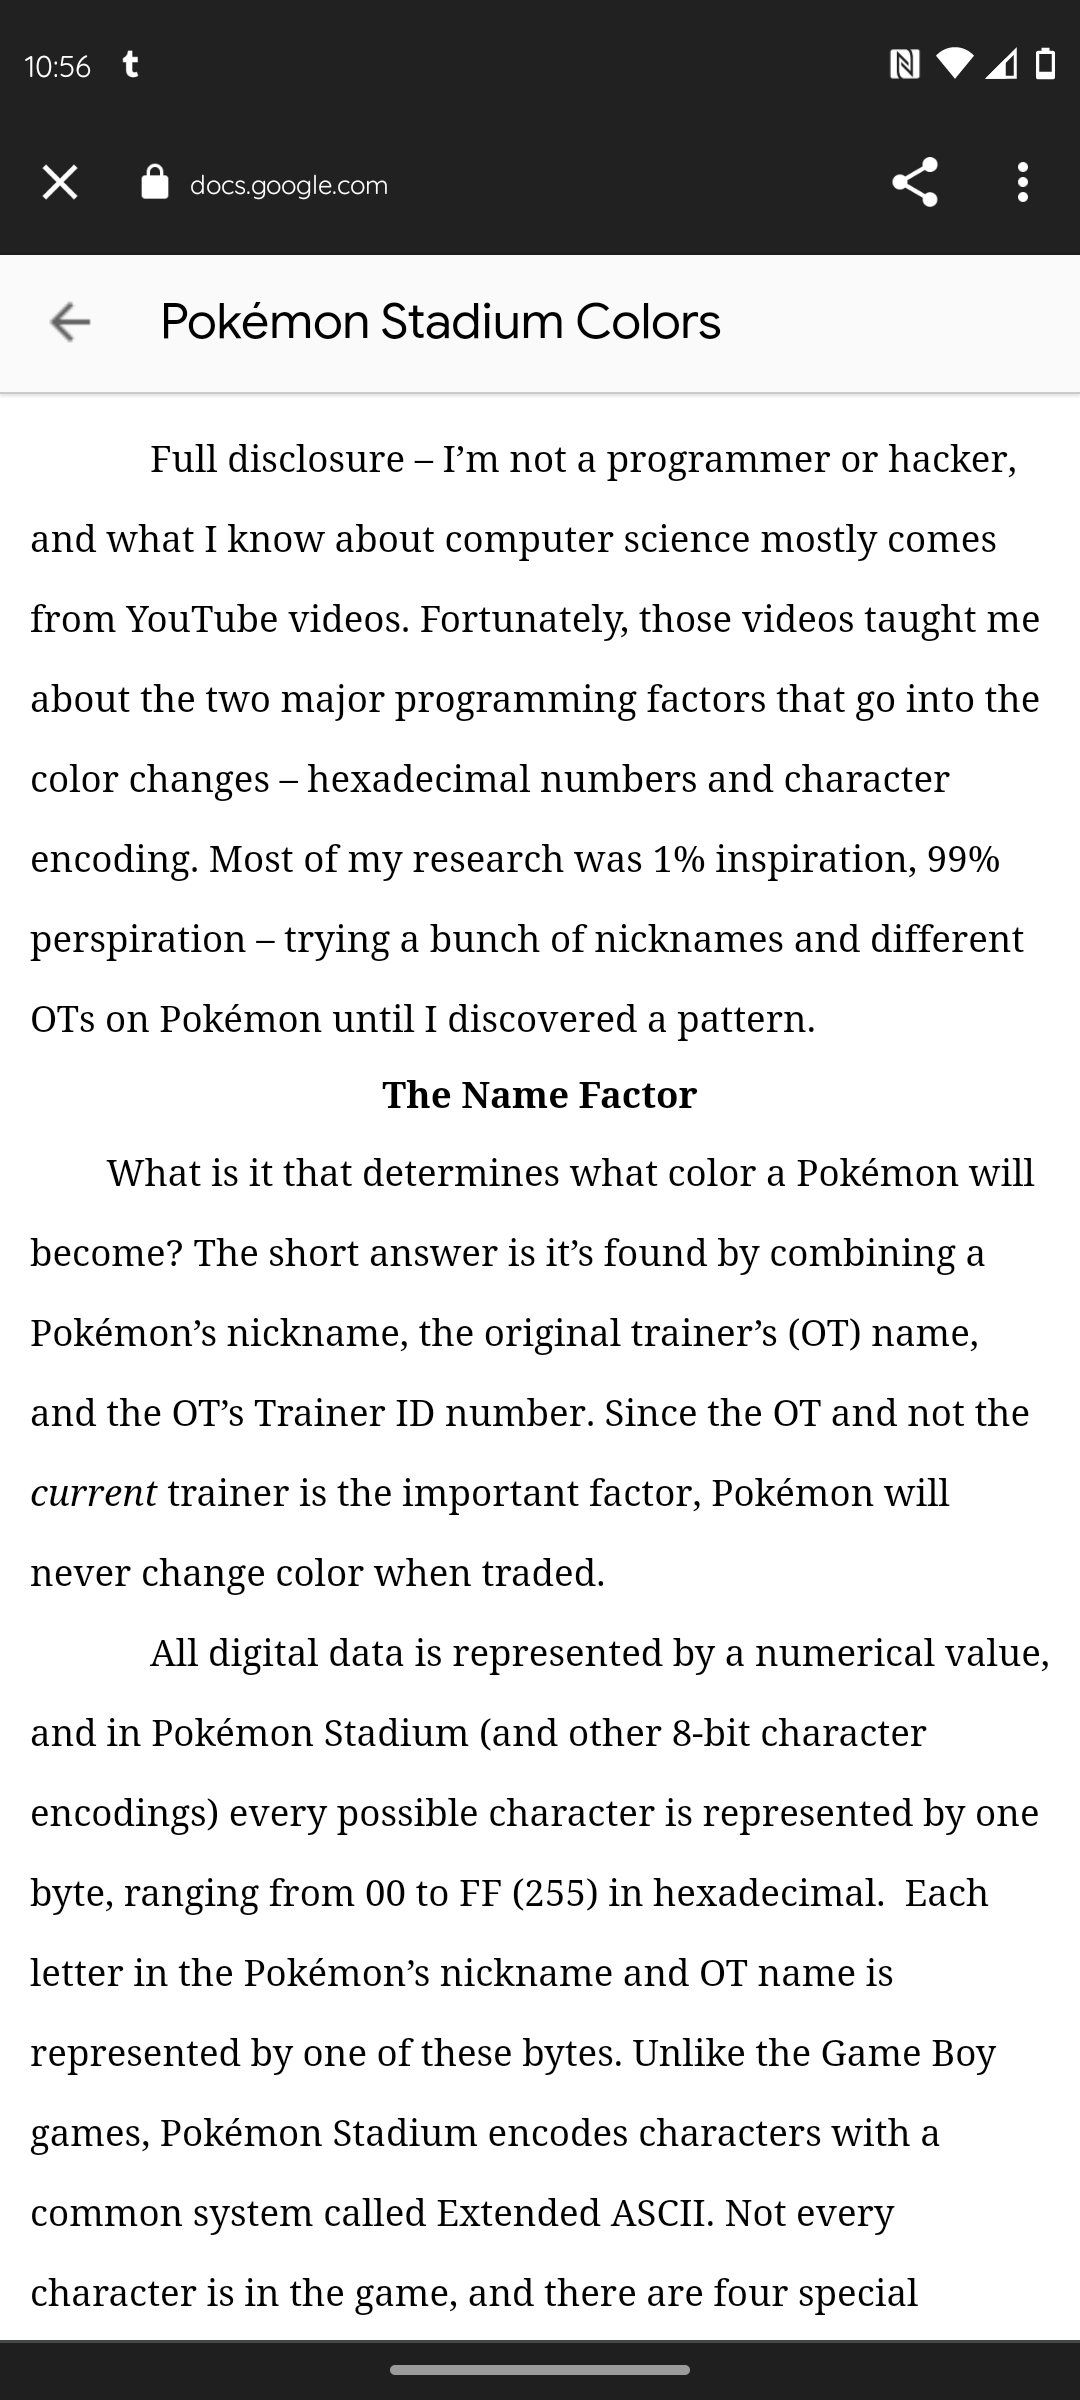 10:56 t
docs.google.com
Pokémon Stadium Colors
Full disclosure – I’m not a programmer or hacker,
and what I know about computer science mostly comes
from YouTube videos. Fortunately, those videos taught me
about the two major programming factors that go into the
color changes – hexadecimal numbers and character
encoding. Most of my research was 1% inspiration, 99%
perspiration – trying a bunch of nicknames and different
OTs on Pokémon until I discovered a pattern.
The Name Factor
What is it that determines what color a Pokémon will
become? The short answer is it’s found by combining a
Pokémon’s nickname, the original trainer’s (OT) name,
and the OT’s Trainer ID number. Since the OT and not the
current trainer is the important factor, Pokémon will
never change color when traded.
All digital data is represented by a numerical value,
and in Pokémon Stadium (and other 8-bit character
encodings) every possible character is represented by one
byte, ranging from 00 to FF (255) in hexadecimal.  Each
letter in the Pokémon’s nickname and OT name is
represented by one of these bytes. Unlike the Game Boy
games, Pokémon Stadium encodes characters with a
common system called Extended ASCII. Not every
character is in the game, and there are four special